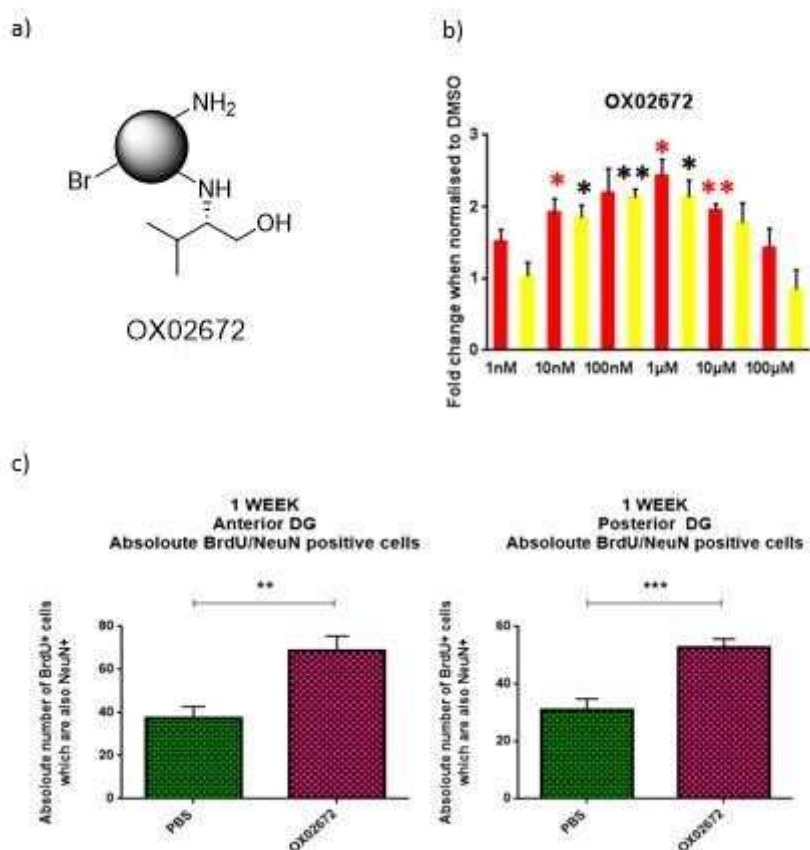 a)
NH2
Br
NH
OH
OX02672
b)
OX02672
Fold change when normalised to DMSO
3
2
1
0
* * ** * * **
1nM 10nM 100nM 1µM 10µM 100µM
c)
1 WEEK
Anterior DG
Absoloute BrdU/NeuN positive cells
**
Absoloute number of BrdU+ cells
which are also NeuN+
80
60
40
20
0
PBS OX02672
1 WEEK
Posterior DG
Absoloute BrdU/NeuN positive cells
***
Absoloute number of BrdU+ cells
which are also NeuN+
60
40
20
0
PBS OX02672